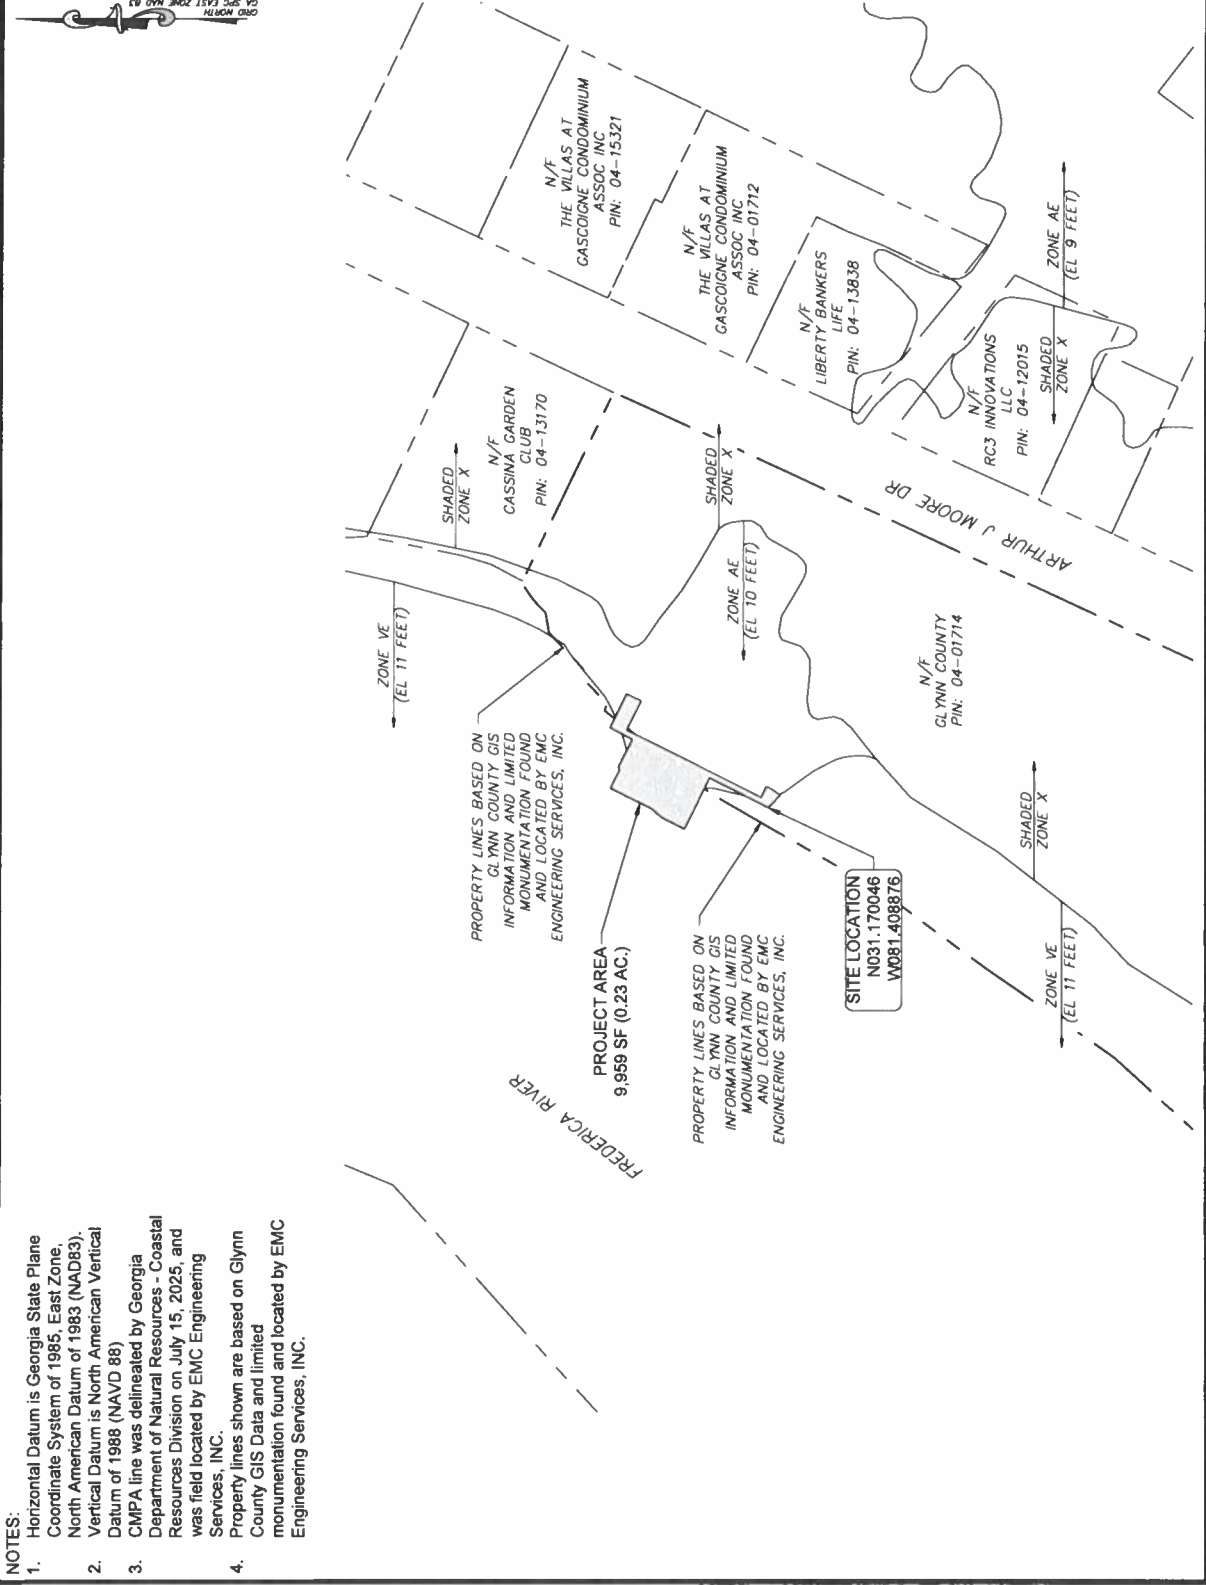 NOTES:
1. Horizontal Datum is Georgia State Plane
Coordinate System of 1985, East Zone,
North American Datum of 1983 (NAD83).
2. Vertical Datum is North American Vertical
Datum of 1988 (NAVD 88)
3. CMPA line was delineated by Georgia
Department of Natural Resources - Coastal
Resources Division on July 15, 2025, and
was field located by EMC Engineering
Services, INC.
4. Property lines shown are based on Glynn
County GIS Data and limited
monumentation found and located by EMC
Engineering Services, INC.
GRID NORTH
GA SPC EAST ZONE NAD 83
FREDERICA RIVER
ZONE VE
(EL 11 FEET)
SHADED
ZONE X
N/F
CASSINA GARDEN
CLUB
PIN: 04-13170
N/F
THE VILLAS AT
GASCOIGNE CONDOMINIUM
ASSOC INC
PIN: 04-15321
PROPERTY LINES BASED ON
GLYNN COUNTY GIS
INFORMATION AND LIMITED
MONUMENTATION FOUND
AND LOCATED BY EMC
ENGINEERING SERVICES, INC.
PROJECT AREA
9,959 SF (0.23 AC.)
N/F
THE VILLAS AT
GASCOIGNE CONDOMINIUM
ASSOC INC
PIN: 04-01712
SHADED
ZONE X
ZONE AE
(EL 10 FEET)
PROPERTY LINES BASED ON
GLYNN COUNTY GIS
INFORMATION AND LIMITED
MONUMENTATION FOUND
AND LOCATED BY EMC
ENGINEERING SERVICES, INC.
N/F
LIBERTY BANKERS
LIFE
PIN: 04-13838
SITE LOCATION
N031.170046
W081.408876
N/F
GLYNN COUNTY
PIN: 04-01714
ARTHUR J MOORE DR
N/F
RC3 INNOVATIONS
LLC
PIN: 04-12015
SHADED
ZONE X
ZONE AE
(EL 9 FEET)
SHADED
ZONE X
ZONE VE
(EL 11 FEET)